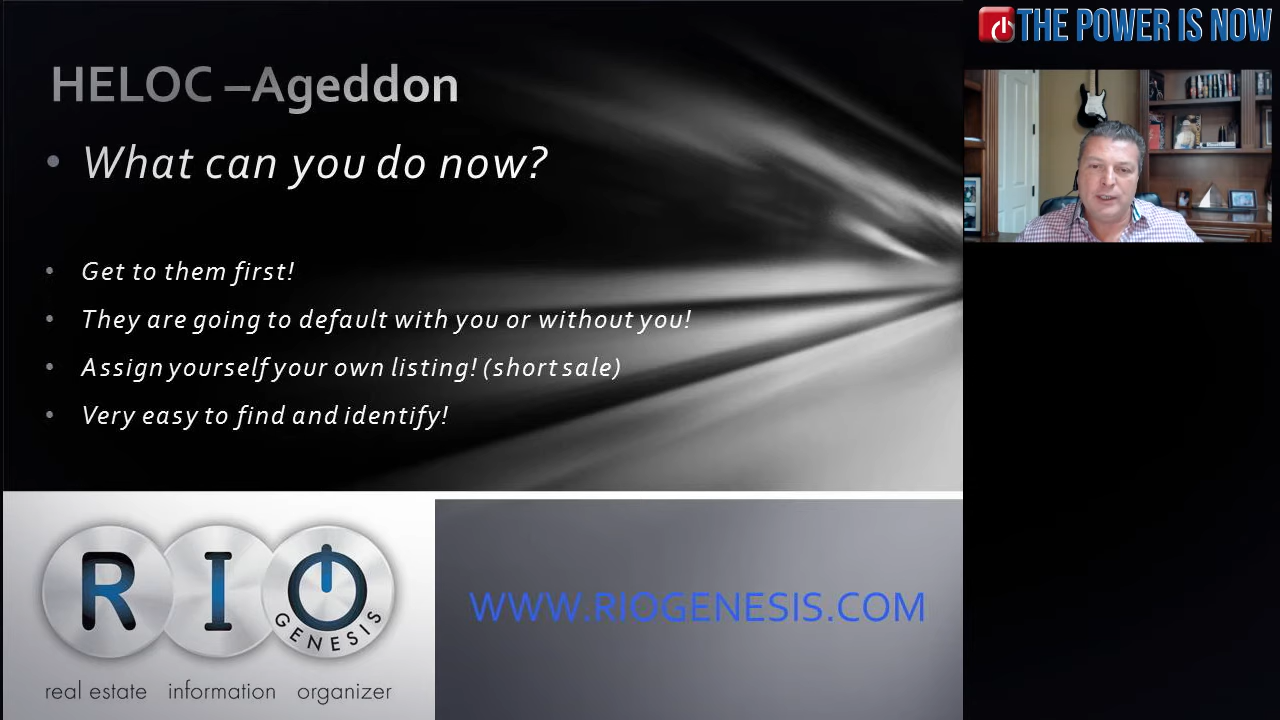 HELOC –Ageddon
• What can you do now?
• Get to them first!
• They are going to default with you or without you!
• Assign yourself your own listing! (short sale)
• Very easy to find and identify!
RIO
GENESIS
real estate information organizer
WWW.RIOGENESIS.COM
THE POWER IS NOW